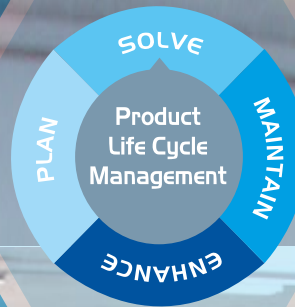 SOLVE
MAINTAIN
ENHANCE
PLAN
Product
Life Cycle
Management